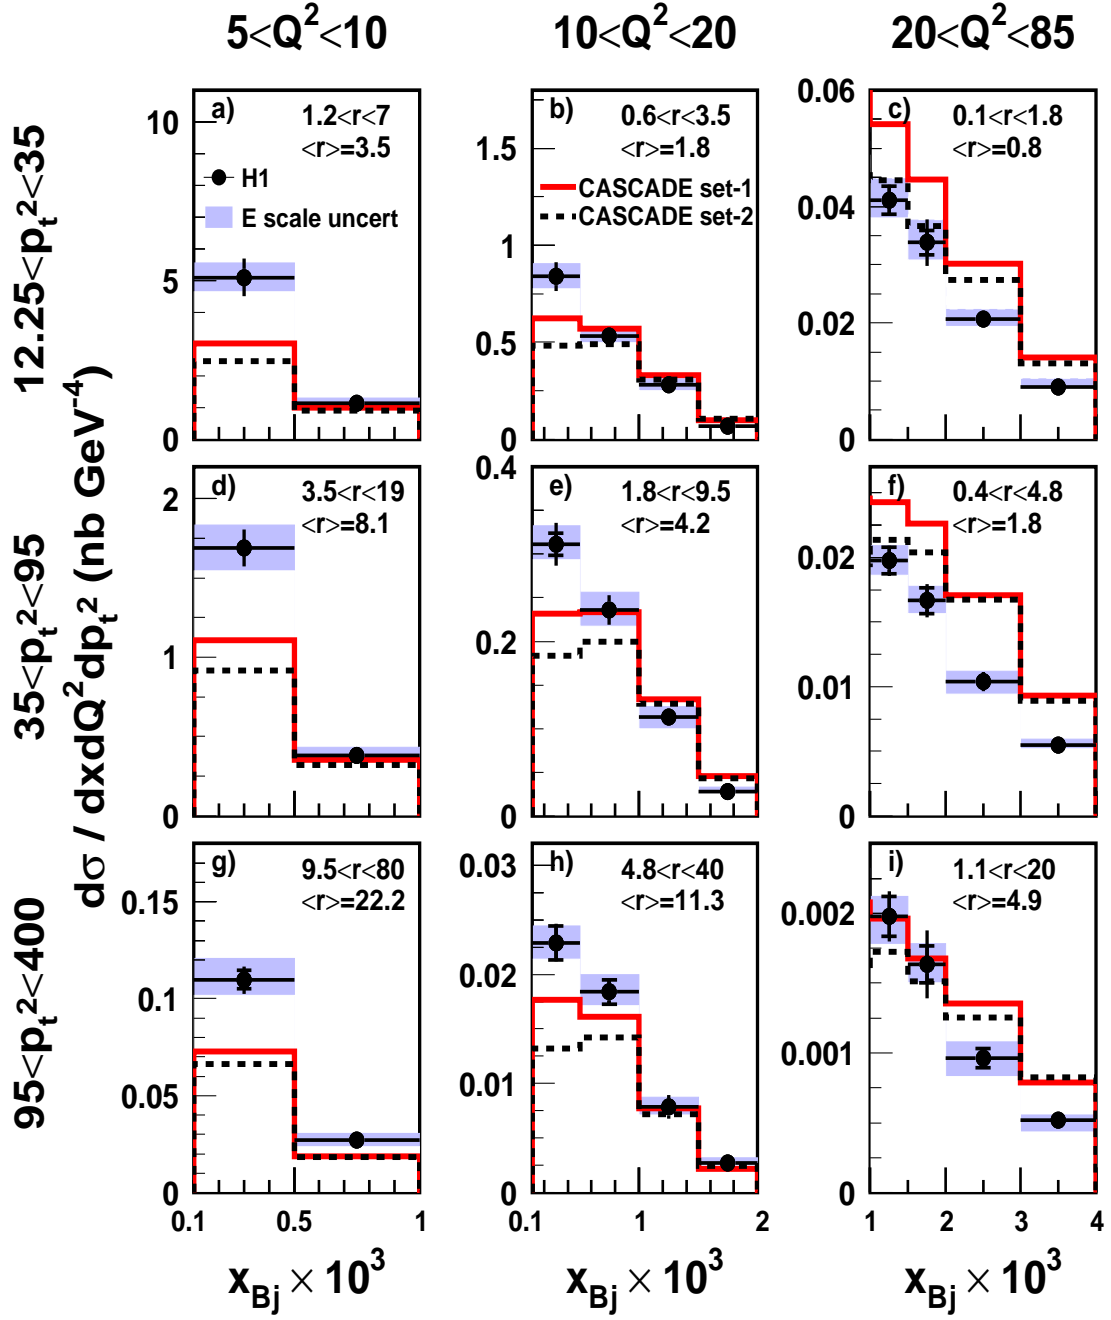 5<Q²<10
10<Q²<20
20<Q²<85
12.25<pₜ²<35
35<pₜ²<95
95<pₜ²<400
dσ / dxdQ²dpₜ² (nb GeV⁻⁴)
a)
1.2<r<7
<r>=3.5
H1
E scale uncert
10
5
0
b)
0.6<r<3.5
<r>=1.8
CASCADE set-1
CASCADE set-2
1.5
1
0.5
0
c)
0.1<r<1.8
<r>=0.8
0.06
0.04
0.02
0
d)
3.5<r<19
<r>=8.1
2
1
0
e)
1.8<r<9.5
<r>=4.2
0.4
0.2
0
f)
0.4<r<4.8
<r>=1.8
0.02
0.01
0
g)
9.5<r<80
<r>=22.2
0.15
0.1
0.05
0
0.1 0.5 1
h)
4.8<r<40
<r>=11.3
0.03
0.02
0.01
0
0.1 1 2
i)
1.1<r<20
<r>=4.9
0.002
0.001
0
1 2 3 4
x_Bj × 10³
x_Bj × 10³
x_Bj × 10³